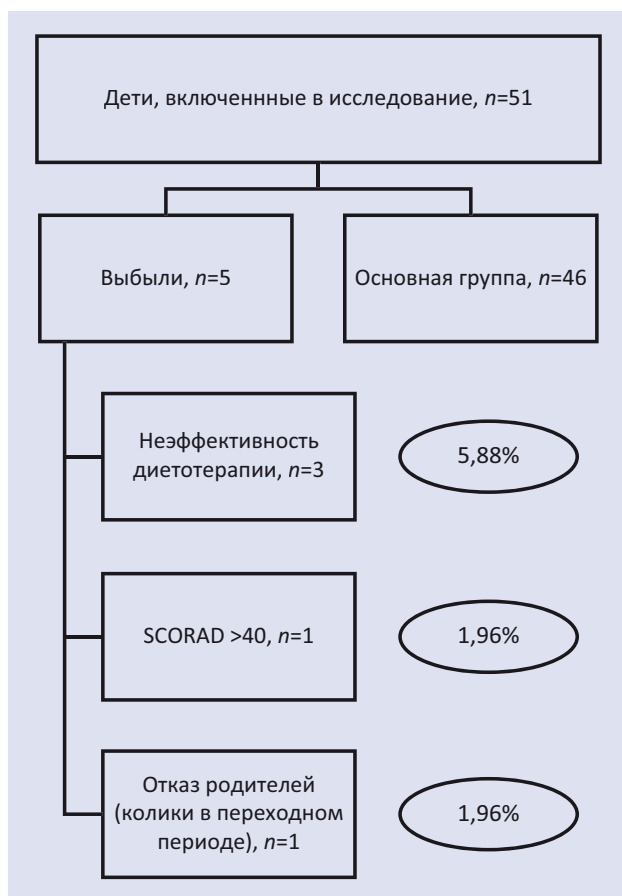 Дети, включеннные в исследование, n=51
Выбыли, n=5
Основная группа, n=46
Неэффективность
диетотерапии, n=3
5,88%
SCORAD >40, n=1
1,96%
Отказ родителей
(колики в переходном
периоде), n=1
1,96%